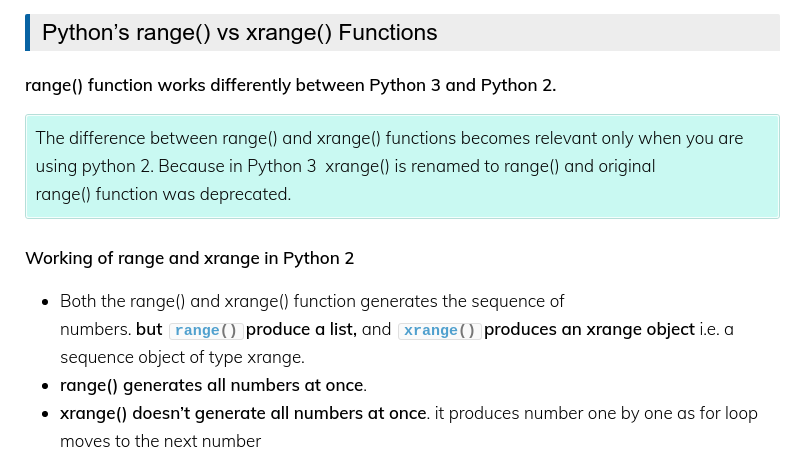 Python’s range() vs xrange() Functions
range() function works differently between Python 3 and Python 2.
The difference between range() and xrange() functions becomes relevant only when you are
using python 2. Because in Python 3  xrange() is renamed to range() and original
range() function was deprecated.
Working of range and xrange in Python 2
• Both the range() and xrange() function generates the sequence of
numbers. but range() produce a list, and xrange() produces an xrange object i.e. a
sequence object of type xrange.
• range() generates all numbers at once.
• xrange() doesn’t generate all numbers at once. it produces number one by one as for loop
moves to the next number